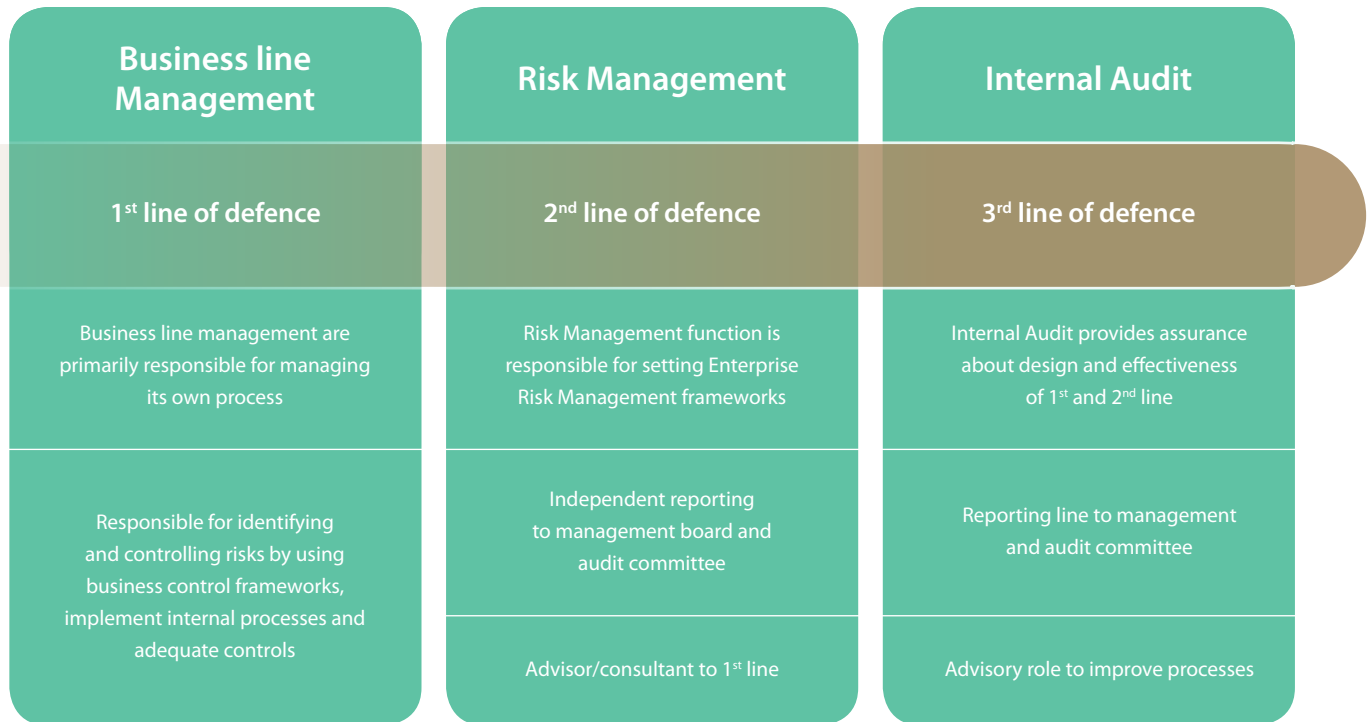 Business line
Management
1st line of defence
Business line management are
primarily responsible for managing
its own process
Responsible for identifying
and controlling risks by using
business control frameworks,
implement internal processes and
adequate controls
Risk Management
2nd line of defence
Risk Management function is
responsible for setting Enterprise
Risk Management frameworks
Independent reporting
to management board and
audit committee
Advisor/consultant to 1st line
Internal Audit
3rd line of defence
Internal Audit provides assurance
about design and effectiveness
of 1st and 2nd line
Reporting line to management
and audit committee
Advisory role to improve processes